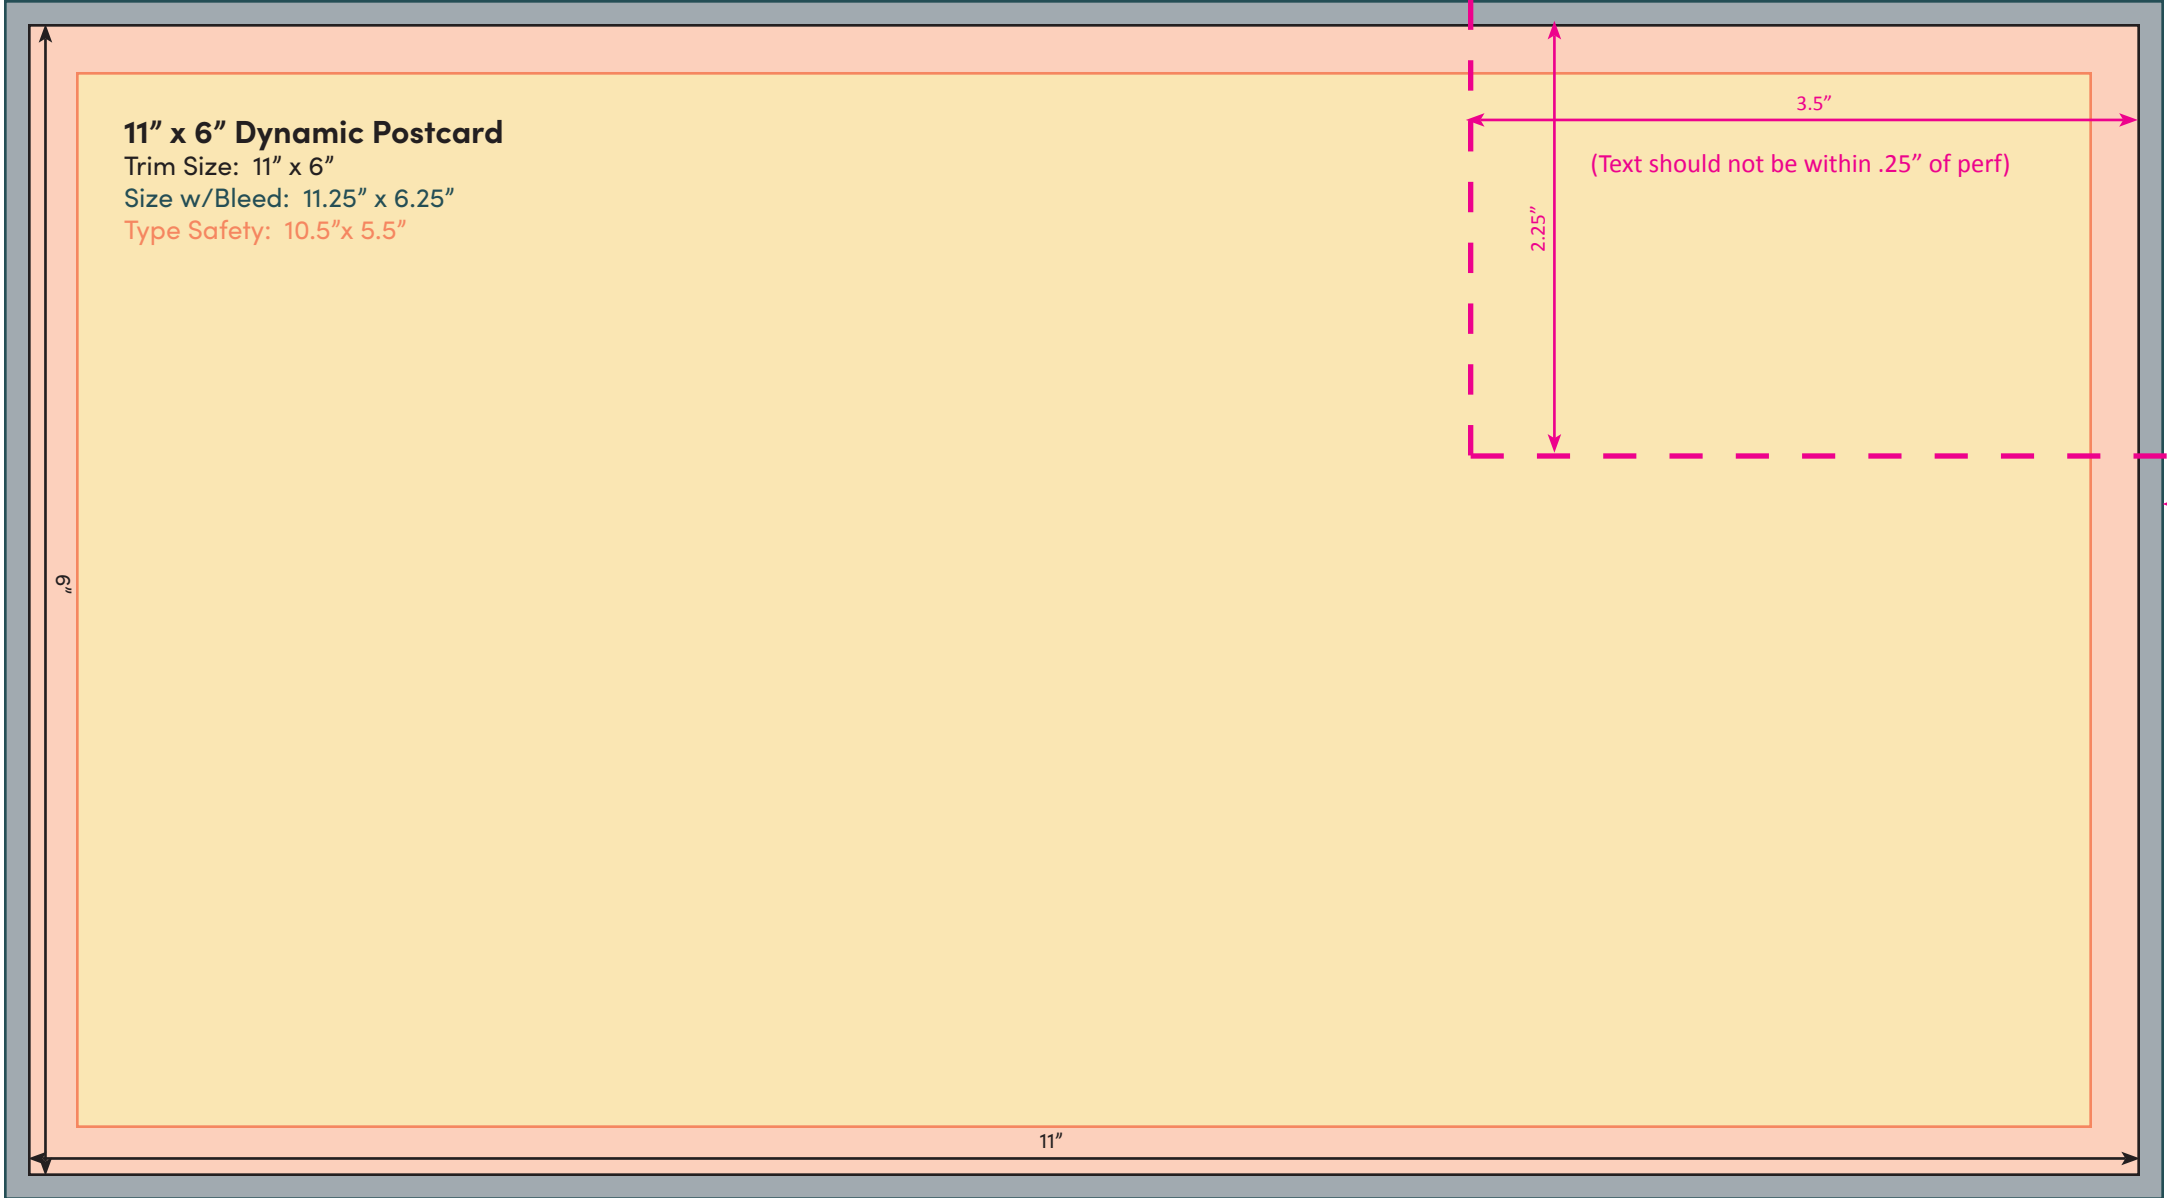 11” x 6” Dynamic Postcard
Trim Size:  11” x 6”
Size w/Bleed:  11.25” x 6.25”
Type Safety:  10.5”x 5.5”
3.5”
(Text should not be within .25” of perf)
2.25”
6”
11”